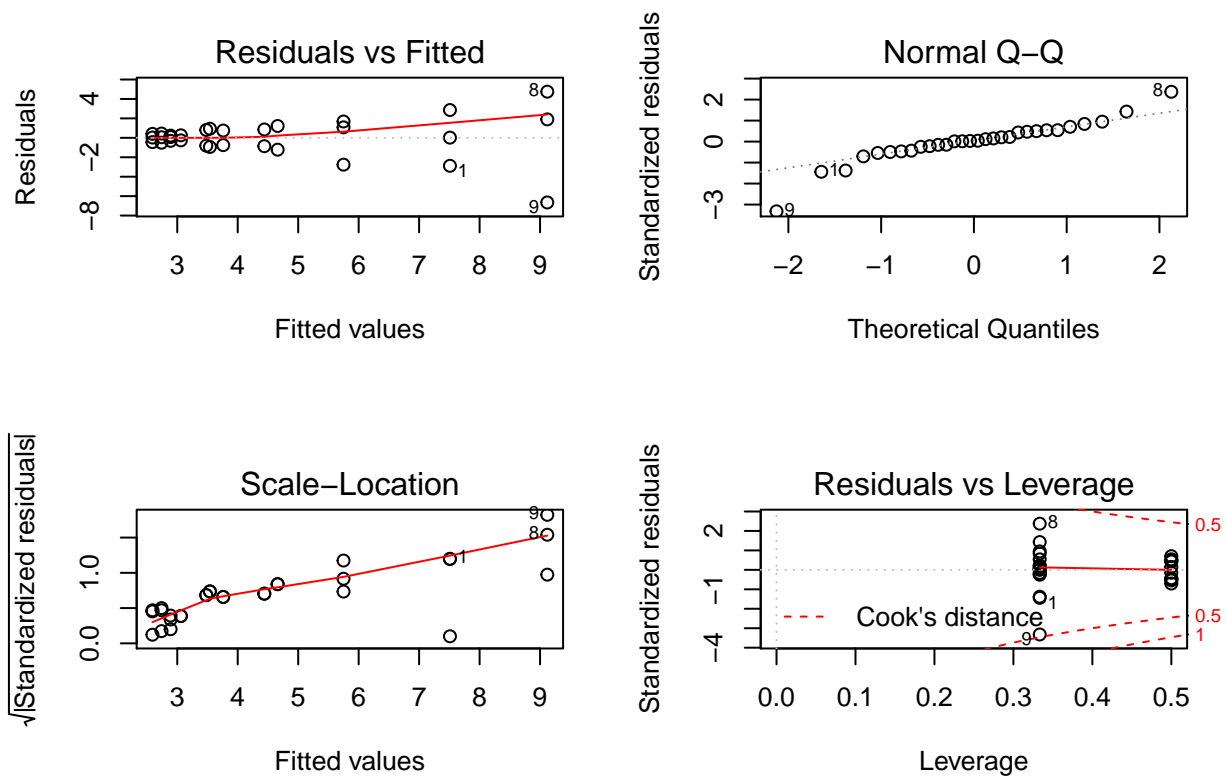 Residuals vs Fitted
Residuals
4
−2
−8
8
1
9
3 4 5 6 7 8 9
Fitted values
Normal Q−Q
Standardized residuals
2
0
−3
8
1
9
−2 −1 0 1 2
Theoretical Quantiles
Scale−Location
√|Standardized residuals|
1.0
0.0
9
8
1
3 4 5 6 7 8 9
Fitted values
Residuals vs Leverage
Standardized residuals
2
−1
−4
8
1
9
0.5
0.5
1
Cook's distance
0.0 0.1 0.2 0.3 0.4 0.5
Leverage